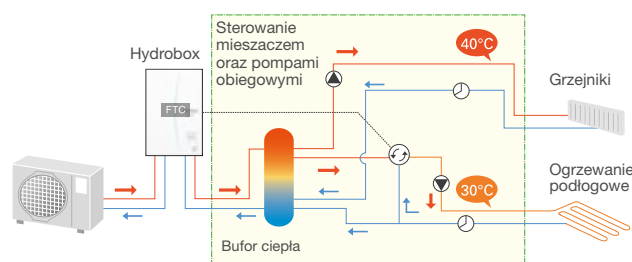 Sterowanie
mieszaczem
oraz pompami
obiegowymi
Hydrobox
FTC
40°C
Grzejniki
30°C
Ogrzewanie
podłogowe
Bufor ciepła